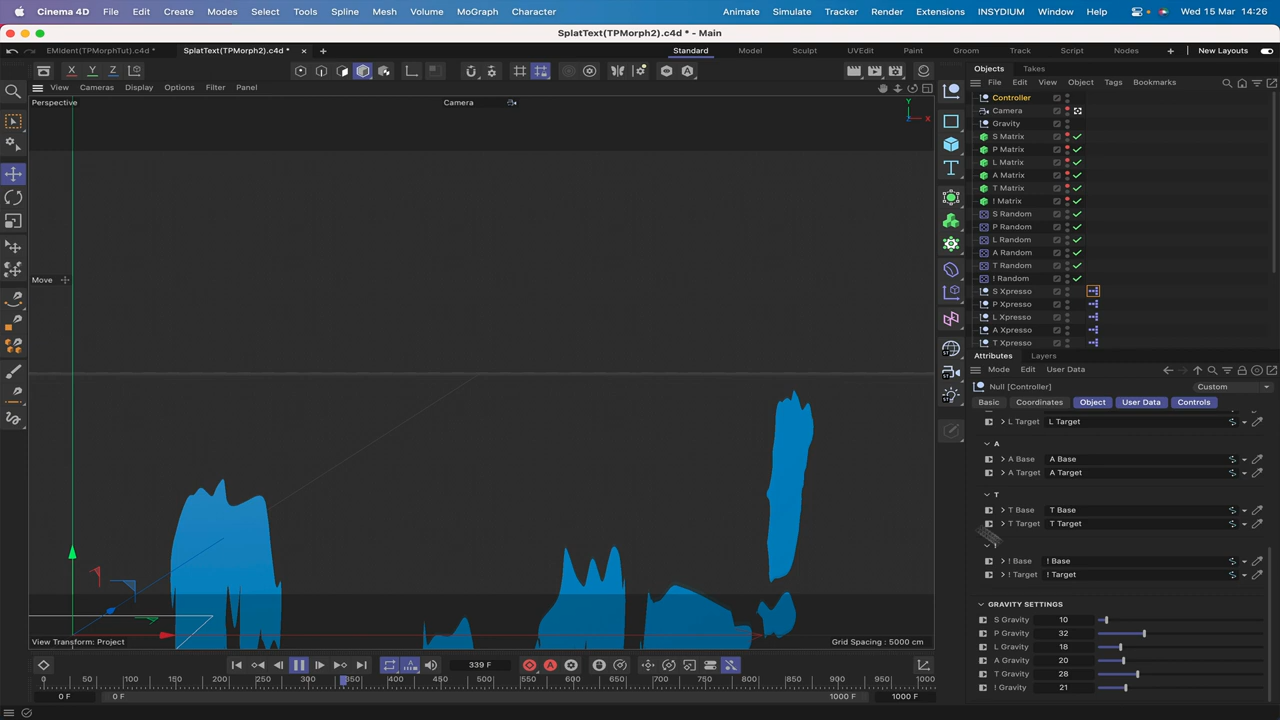 Cinema 4D File Edit Create Modes Select Tools Spline Mesh Volume MoGraph Character Animate Simulate Tracker Render Extensions INSYDIUM Window Help Wed 15 Mar 14:26
SplatText(TPMorph2).c4d * - Main
EMIdent(TPMorphTut).c4d * SplatText(TPMorph2).c4d * Standard Model Sculpt UVEdit Paint Groom Track Script Nodes New Layouts
X Y Z
Objects Takes
View Cameras Display Options Filter Panel
File Edit View Object Tags Bookmarks
Perspective Camera
Y
X
Controller
Camera
Gravity
S Matrix
P Matrix
L Matrix
A Matrix
T Matrix
! Matrix
S Random
P Random
L Random
A Random
T Random
! Random
Move
S Xpresso
P Xpresso
L Xpresso
A Xpresso
T Xpresso
Attributes Layers
Mode Edit User Data
Null [Controller] Custom
Basic Coordinates Object User Data Controls
L Target L Target
A
A Base A Base
A Target A Target
T
T Base T Base
T Target T Target
!
! Base ! Base
! Target ! Target
GRAVITY SETTINGS
S Gravity 10
P Gravity 32
L Gravity 18
A Gravity 20
T Gravity 28
! Gravity 21
View Transform: Project Grid Spacing : 5000 cm
339 F
0 50 100 150 200 250 300 350 400 450 500 550 600 650 700 750 800 850 900 950 1000
0 F 0 F 1000 F 1000 F